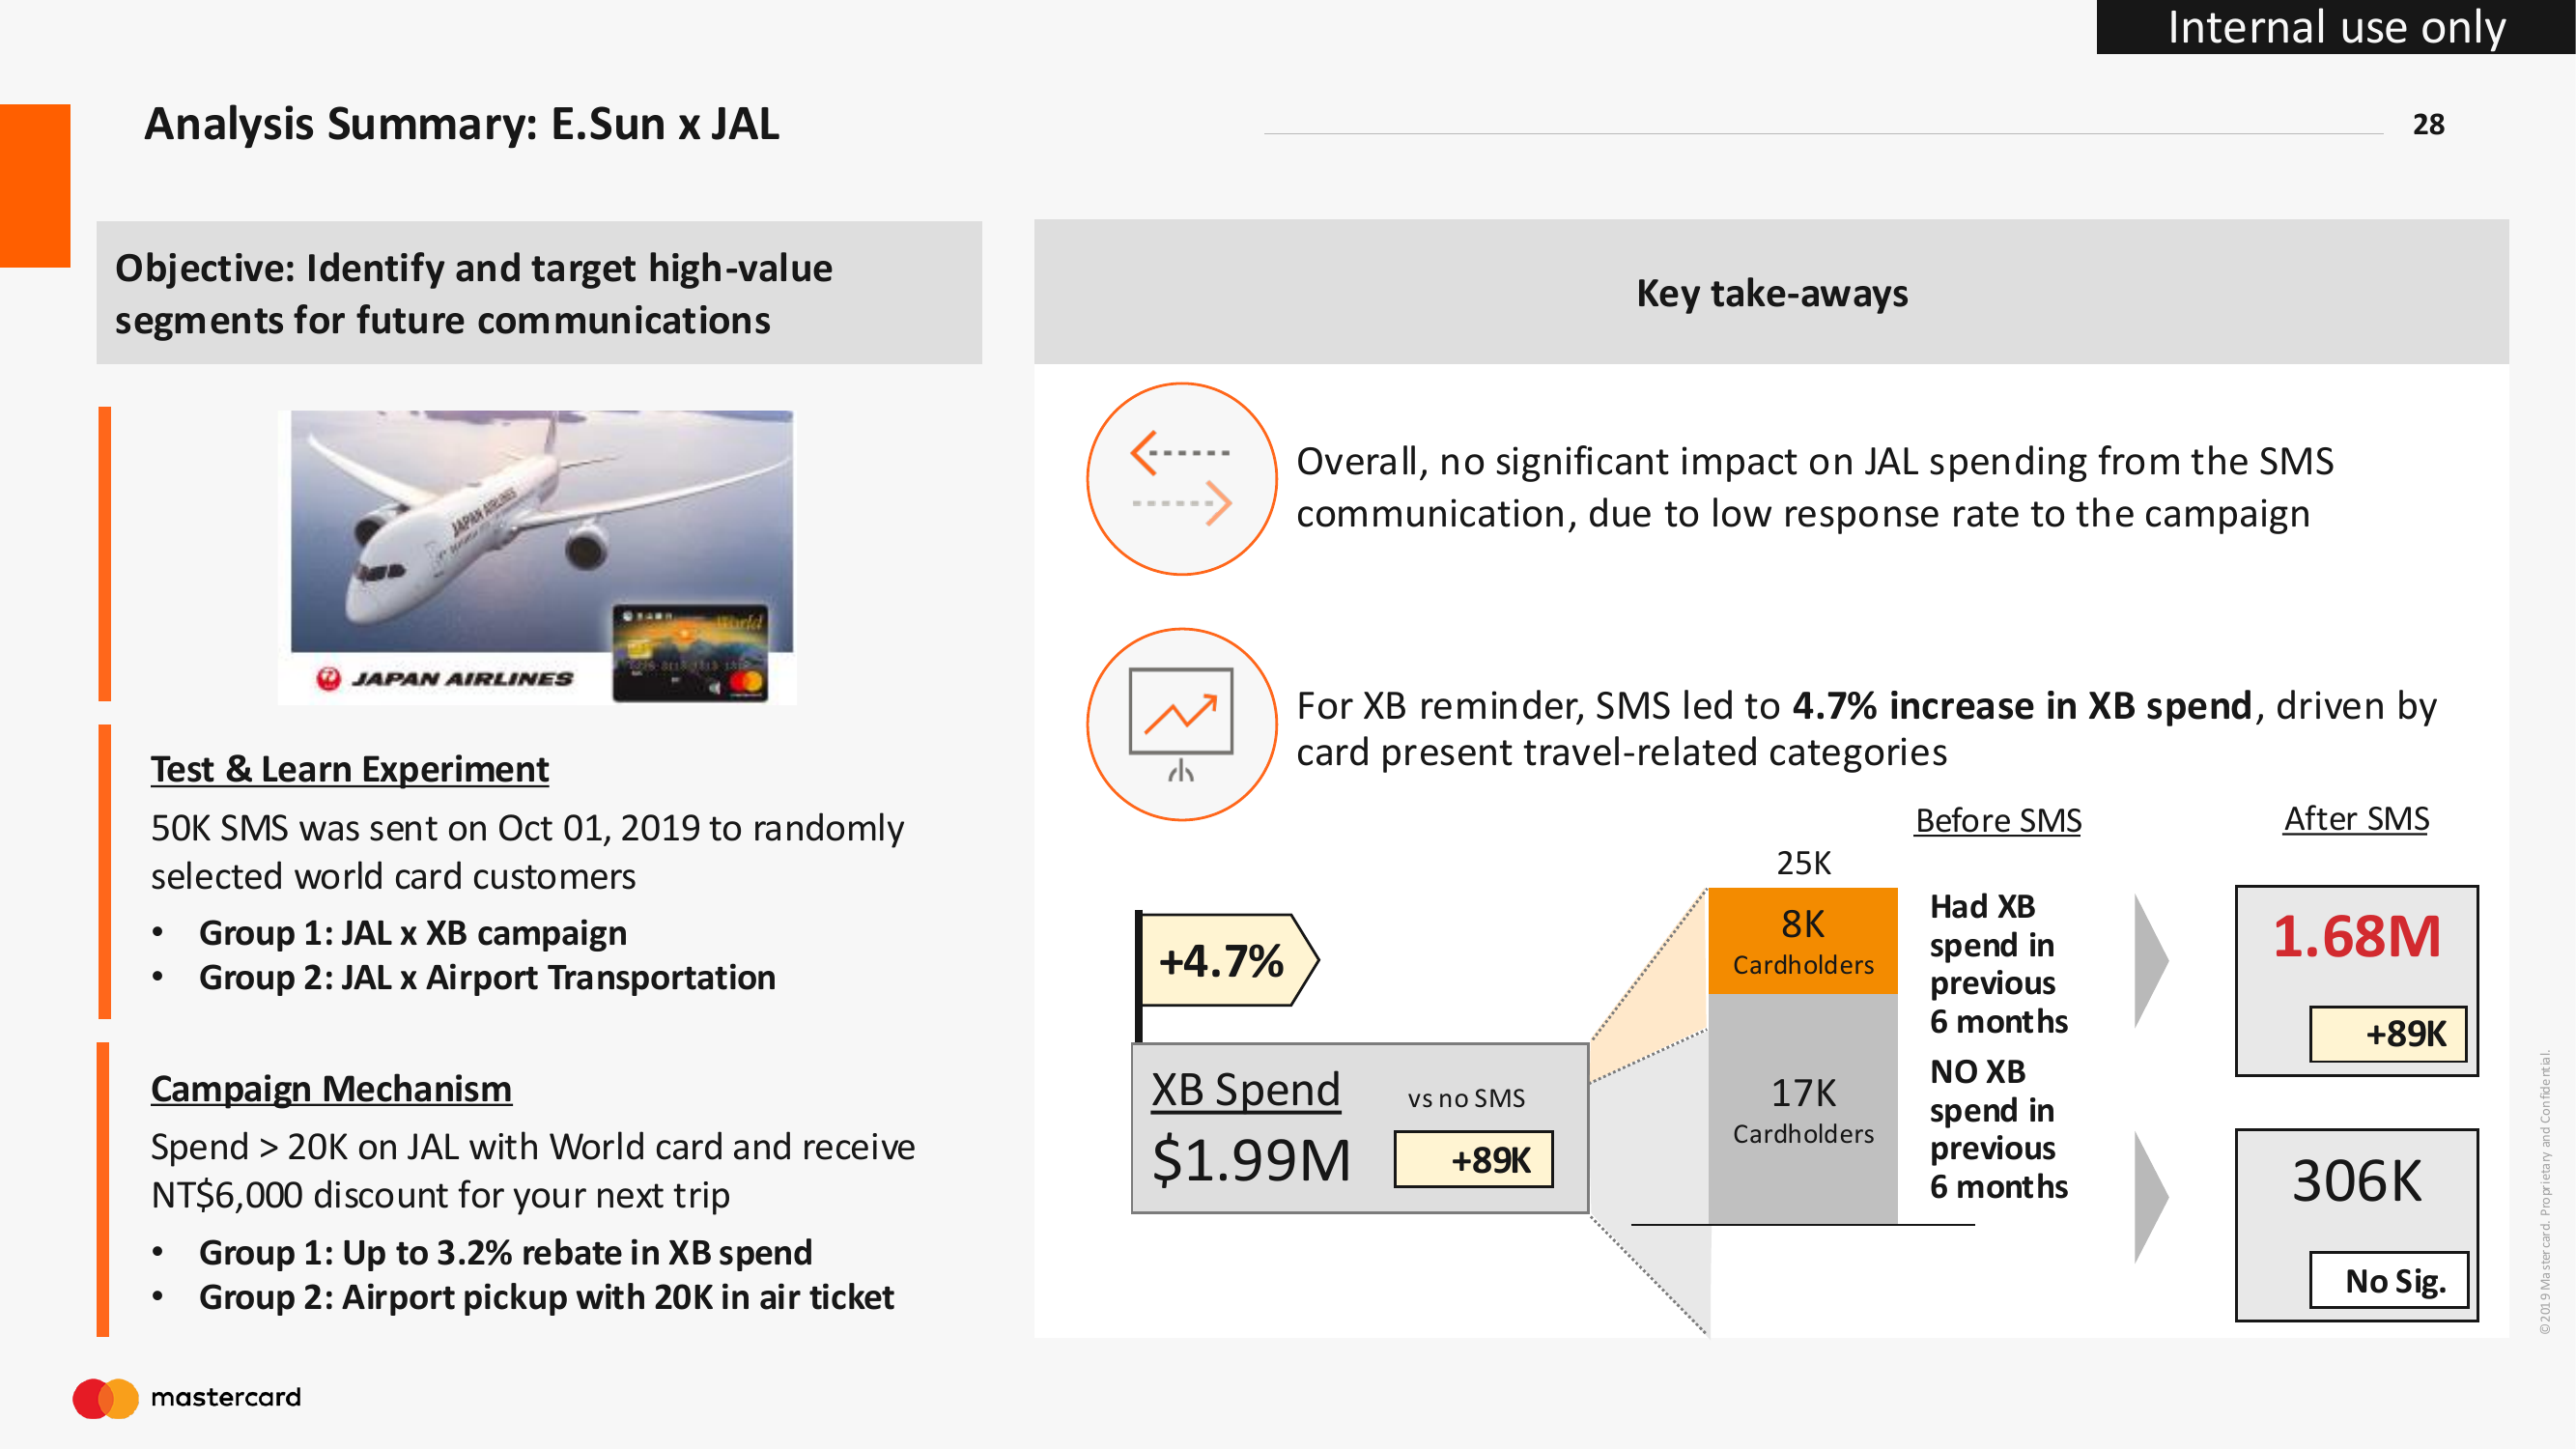 Internal use only
Analysis Summary: E.Sun x JAL
28
Objective: Identify and target high-value
segments for future communications
JAPAN AIRLINES
World
JAPAN AIRLINES
Test & Learn Experiment
50K SMS was sent on Oct 01, 2019 to randomly
selected world card customers
• Group 1: JAL x XB campaign
• Group 2: JAL x Airport Transportation
Campaign Mechanism
Spend > 20K on JAL with World card and receive
NT$6,000 discount for your next trip
• Group 1: Up to 3.2% rebate in XB spend
• Group 2: Airport pickup with 20K in air ticket
Key take-aways
Overall, no significant impact on JAL spending from the SMS
communication, due to low response rate to the campaign
For XB reminder, SMS led to 4.7% increase in XB spend, driven by
card present travel-related categories
+4.7%
XB Spend
vs no SMS
$1.99M
+89K
25K
8K
Cardholders
17K
Cardholders
Before SMS
Had XB
spend in
previous
6 months
NO XB
spend in
previous
6 months
After SMS
1.68M
+89K
306K
No Sig.
©2019 Mastercard. Proprietary and Confidential.
mastercard